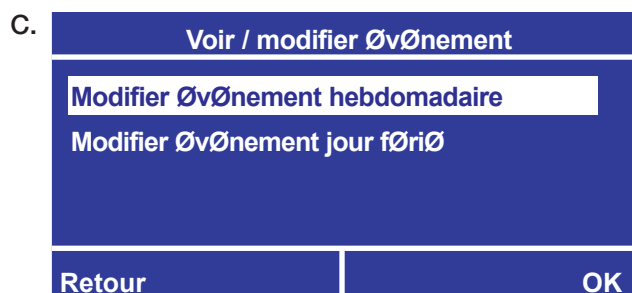 C.
Voir / modifier ØvØnement
Modifier ØvØnement hebdomadaire
Modifier ØvØnement jour fØriØ
Retour OK